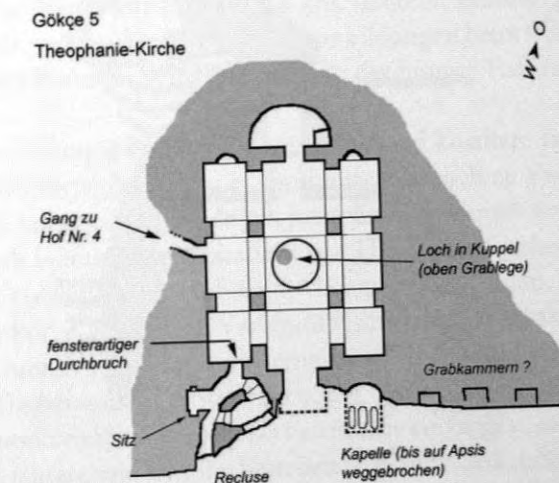 Gökçe 5
Theophanie-Kirche
O
W
Gang zu
Hof Nr. 4
Loch in Kuppel
(oben Grablege)
fensterartiger
Durchbruch
Grabkammern ?
Sitz
Recluse
Kapelle (bis auf Apsis
weggebrochen)